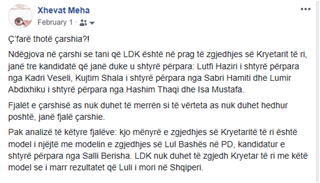 Xhevat Meha
February 1
Ç'farë thotë çarshia?!
Ndëgjova në çarshi se tani që LDK është në prag të zgjedhjes së Kryetarit të ri,
janë tre kandidatë që janë duke u shtyrë përpara: Lutfi Haziri i shtyrë përpara
nga Kadri Veseli, Kujtim Shala i shtyrë përpara nga Sabri Hamiti dhe Lumir
Abdixhiku i shtyrë përpara nga Hashim Thaqi dhe Isa Mustafa.
Fjalët e çarshisë as nuk duhet të merrën si të vërteta as nuk duhet hedhur
poshtë, janë fjalë çarshie.
Pak analizë të këtyre fjalëve: kjo mënyrë e zgjedhjes së Kryetaritë të ri është
model i njëjtë me modelin e zgjedhjes së Lul Bashës në PD, kandidatur e
shtyrë përpara nga Salli Berisha. LDK nuk duhet të zgjedh Kryetar të ri me këtë
model se i marr rezultatet që Luli i mori në Shqiperi.